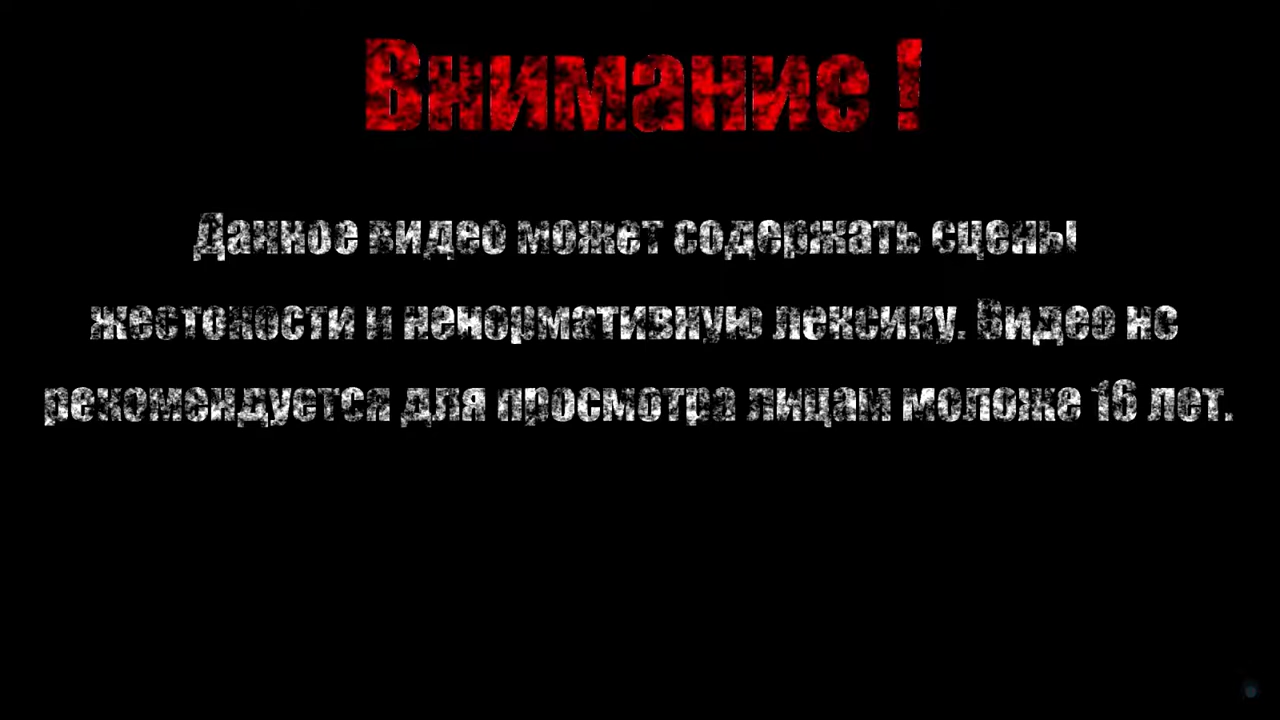 Внимание !
Данное видео может содержать сцены
жестокости и ненормативную лексику. Видео не
рекомендуется для просмотра лицам моложе 16 лет.